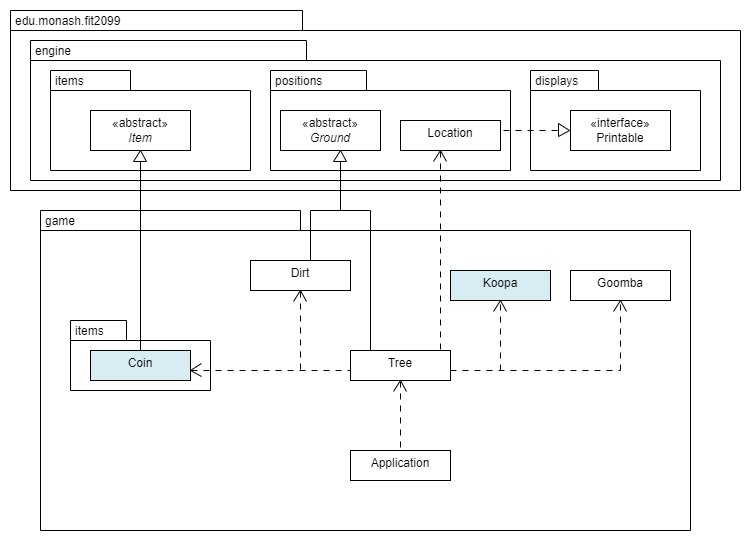 edu.monash.fit2099
engine
items
positions
displays
«abstract»
Item
«abstract»
Ground
Location
«interface»
Printable
game
Dirt
Koopa
Goomba
items
Coin
Tree
Application